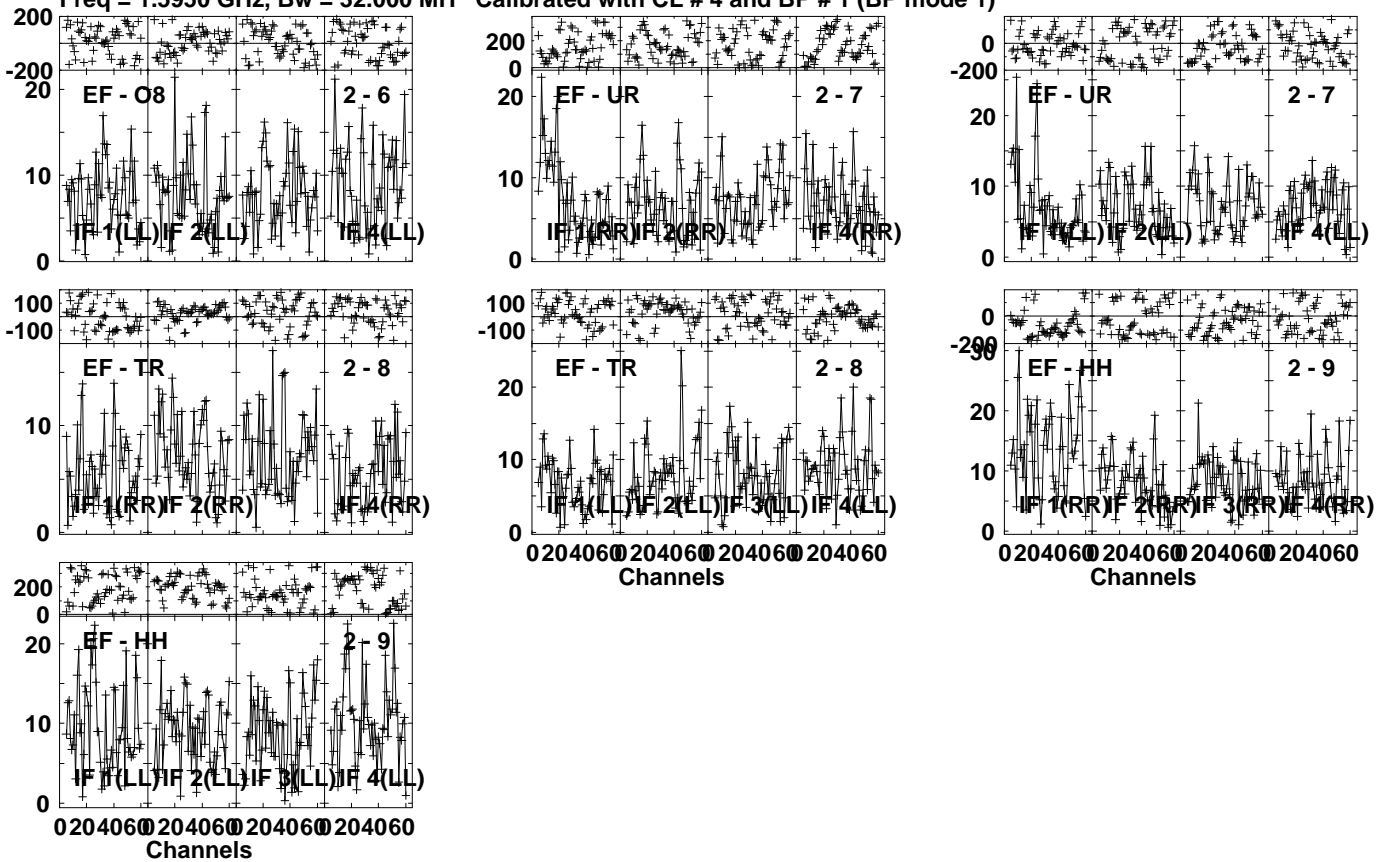 Freq = 1.5950 GHz, Bw = 32.000 MH Calibrated with CL # 4 and BP # 1 (BP mode 1)
200
-200
20
10
0
EF - O8
2 - 6
IF 1(LL)
IF 2(LL)
IF 4(LL)
200
0
20
10
0
EF - UR
2 - 7
IF 1(RR)
IF 2(RR)
IF 4(RR)
0
-200
20
10
0
EF - UR
2 - 7
IF 1(LL)
IF 2(LL)
IF 4(LL)
100
-100
10
0
EF - TR
2 - 8
IF 1(RR)
IF 2(RR)
IF 4(RR)
100
-100
20
10
0
EF - TR
2 - 8
IF 1(LL)
IF 2(LL)
IF 3(LL)
IF 4(LL)
0 20 40 60 0 20 40 60 0 20 40 60 0 20 40 60
Channels
0
-200
30
20
10
0
EF - HH
2 - 9
IF 1(RR)
IF 2(RR)
IF 3(RR)
IF 4(RR)
0 20 40 60 0 20 40 60 0 20 40 60 0 20 40 60
Channels
200
0
20
10
0
EF - HH
2 - 9
IF 1(LL)
IF 2(LL)
IF 3(LL)
IF 4(LL)
0 20 40 60 0 20 40 60 0 20 40 60 0 20 40 60
Channels